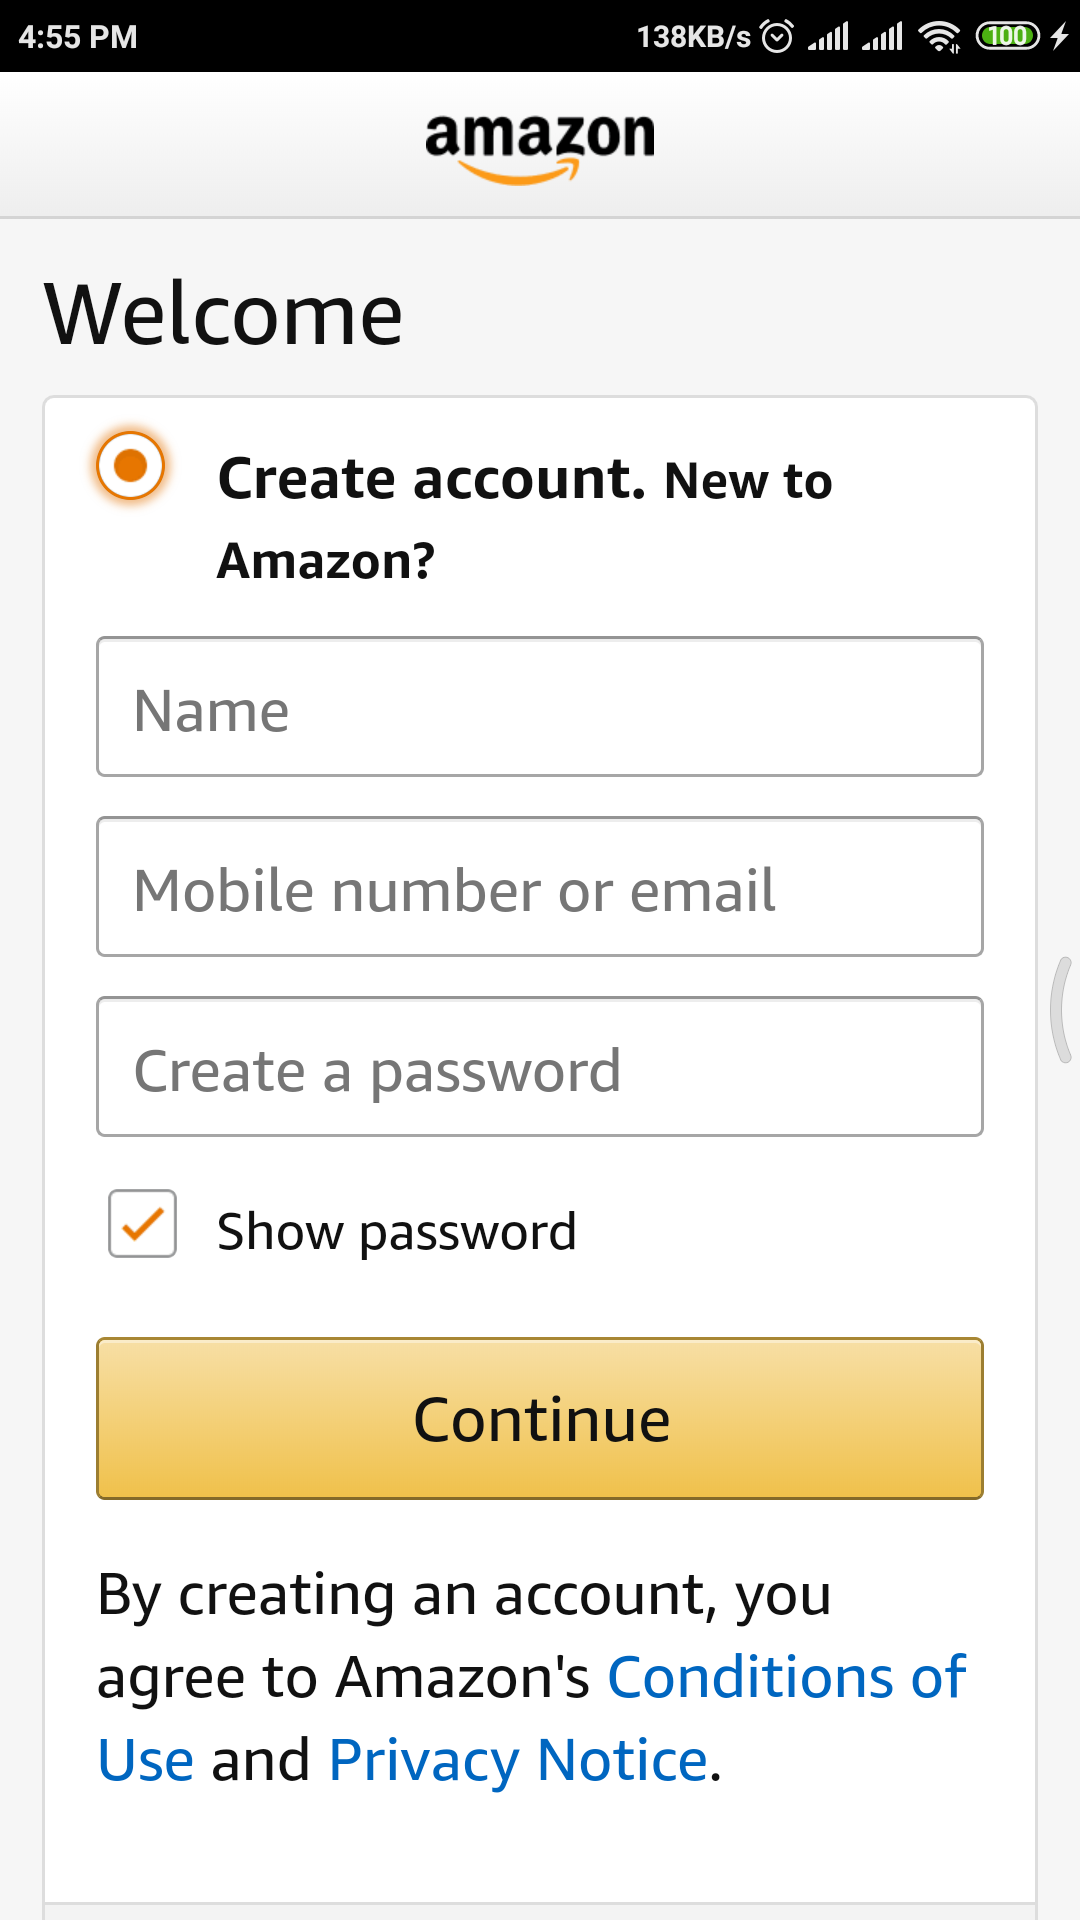 4:55 PM 138KB/s 100
amazon
Welcome
Create account. New to
Amazon?
Name
Mobile number or email
Create a password
Show password
Continue
By creating an account, you
agree to Amazon's Conditions of
Use and Privacy Notice.